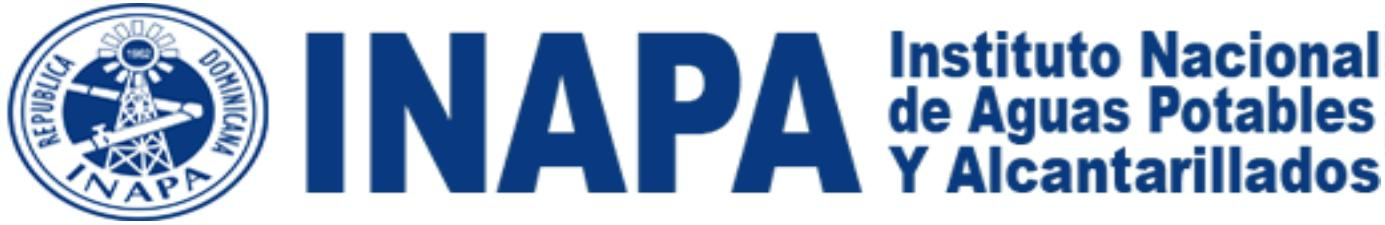 REPUBLICA DOMINICANA
1962
INAPA
INAPA
Instituto Nacional
de Aguas Potables
Y Alcantarillados